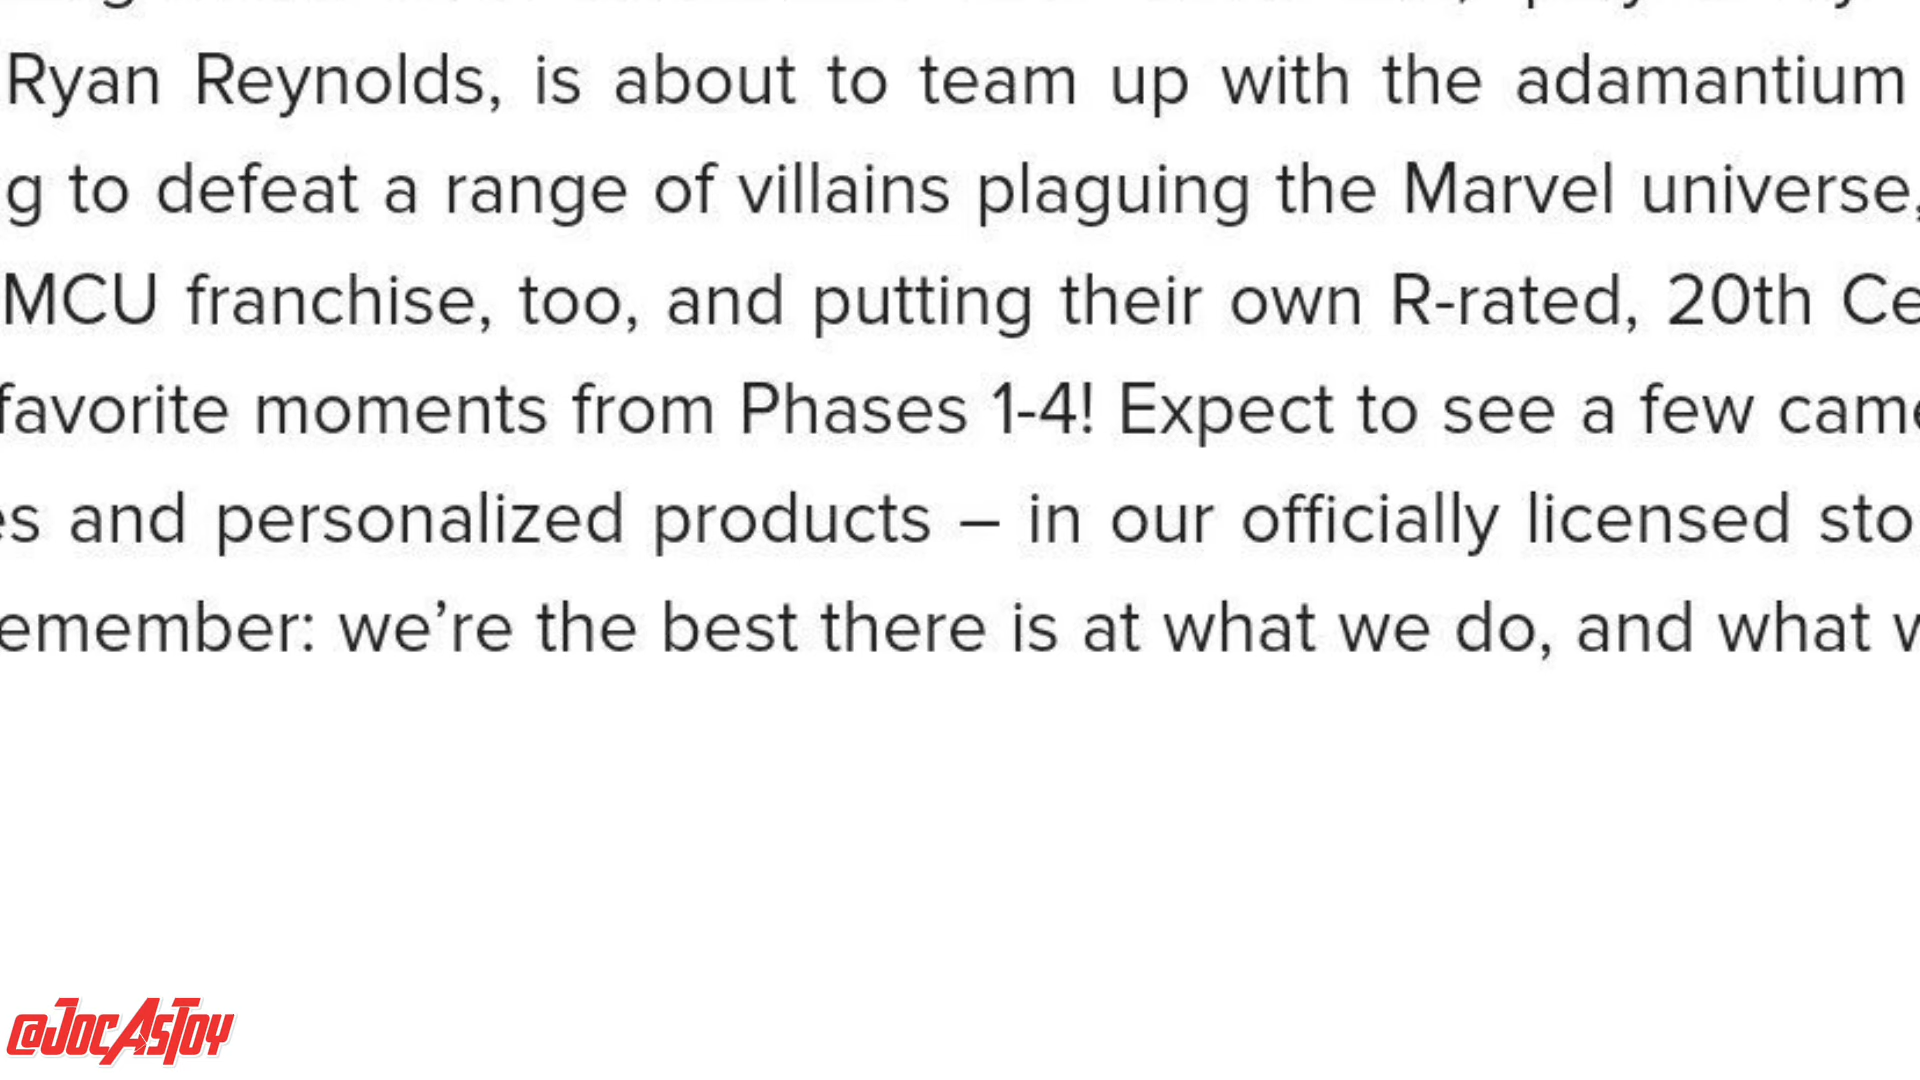 Ryan Reynolds, is about to team up with the adamantium
g to defeat a range of villains plaguing the Marvel universe,
MCU franchise, too, and putting their own R-rated, 20th Ce
favorite moments from Phases 1-4! Expect to see a few came
es and personalized products – in our officially licensed sto
emember: we’re the best there is at what we do, and what w
@JocAsToy